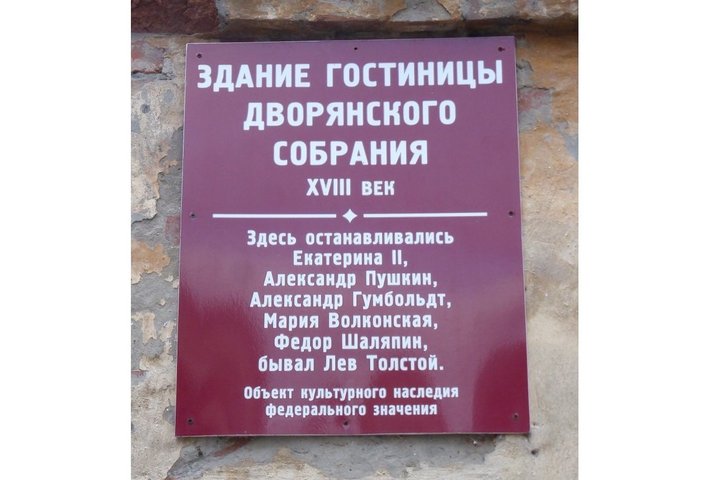 ЗДАНИЕ ГОСТИНИЦЫ
ДВОРЯНСКОГО
СОБРАНИЯ
XVIII ВЕК
Здесь останавливались
Екатерина II,
Александр Пушкин,
Александр Гумбольдт,
Мария Волконская,
Федор Шаляпин,
бывал Лев Толстой.
Объект культурного наследия
федерального значения